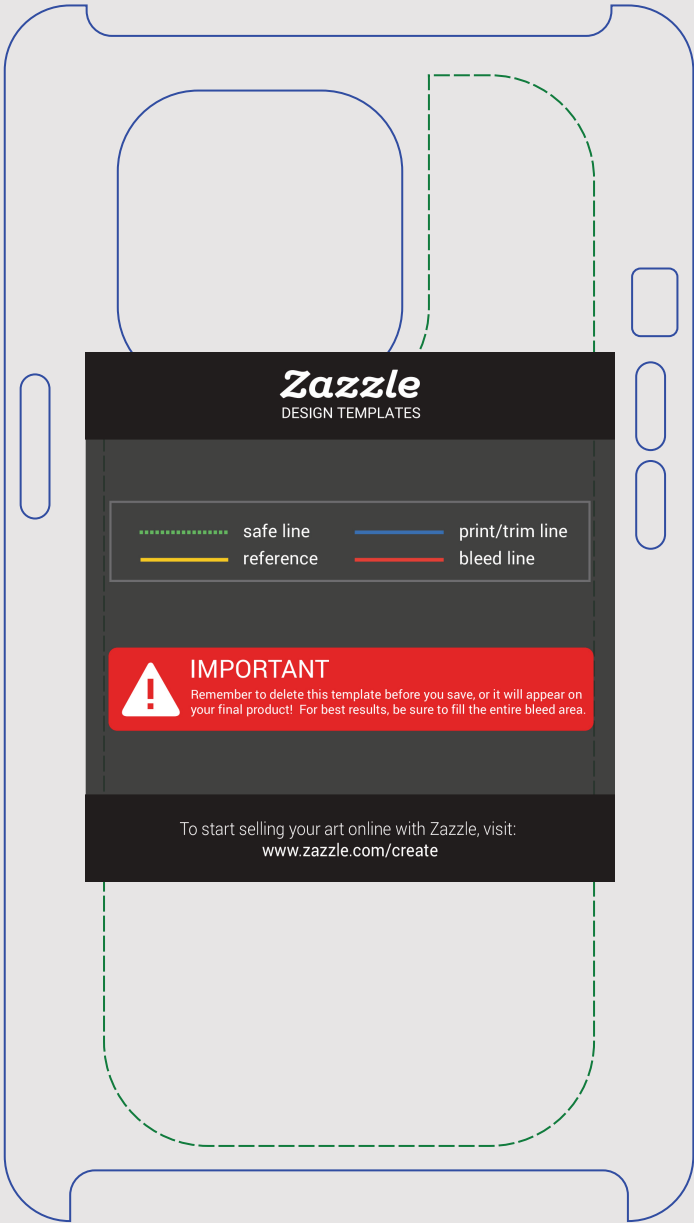 Zazzle
DESIGN TEMPLATES
safe line
print/trim line
reference
bleed line
IMPORTANT
Remember to delete this template before you save, or it will appear on
your final product!  For best results, be sure to fill the entire bleed area.
To start selling your art online with Zazzle, visit:
www.zazzle.com/create